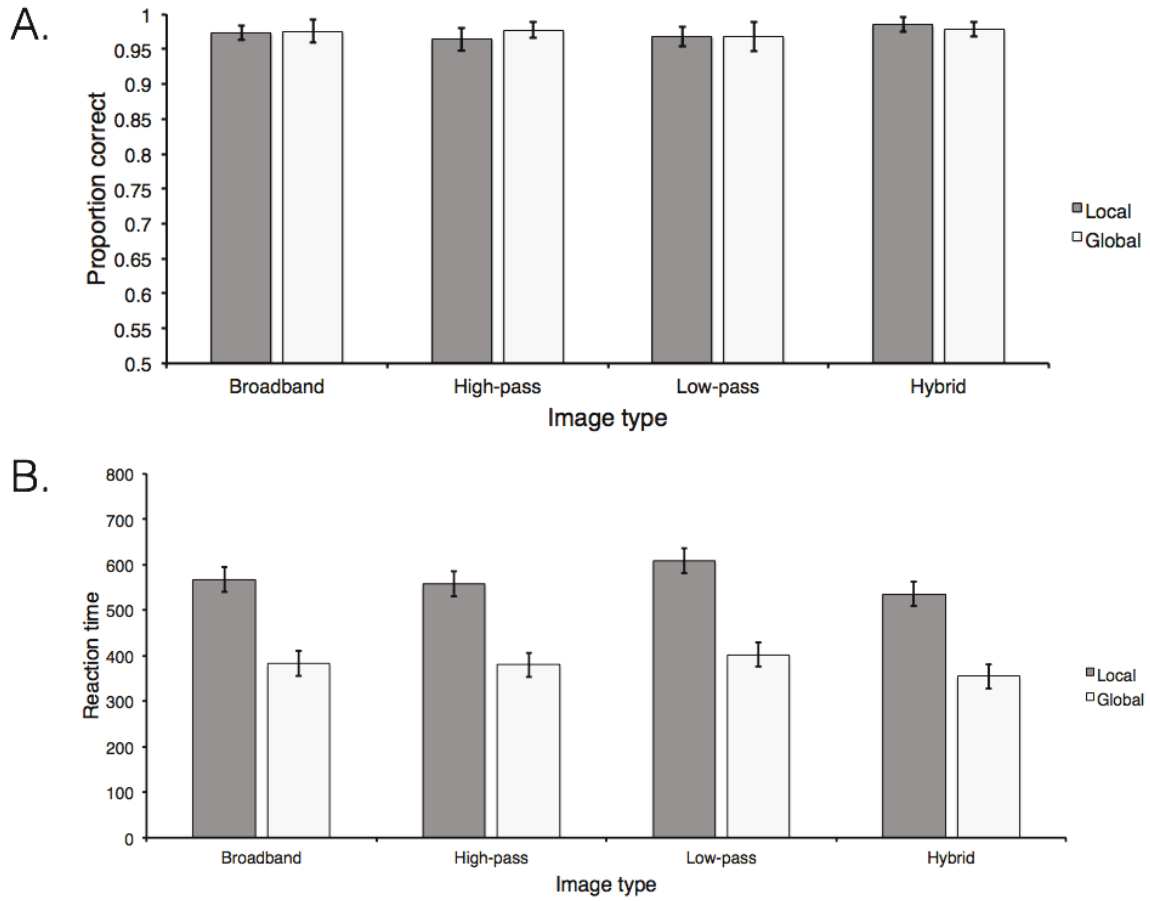 A.
Proportion correct
1
0.95
0.9
0.85
0.8
0.75
0.7
0.65
0.6
0.55
0.5
Broadband
High-pass
Low-pass
Hybrid
Image type
Local
Global
B.
Reaction time
800
700
600
500
400
300
200
100
0
Broadband
High-pass
Low-pass
Hybrid
Image type
Local
Global